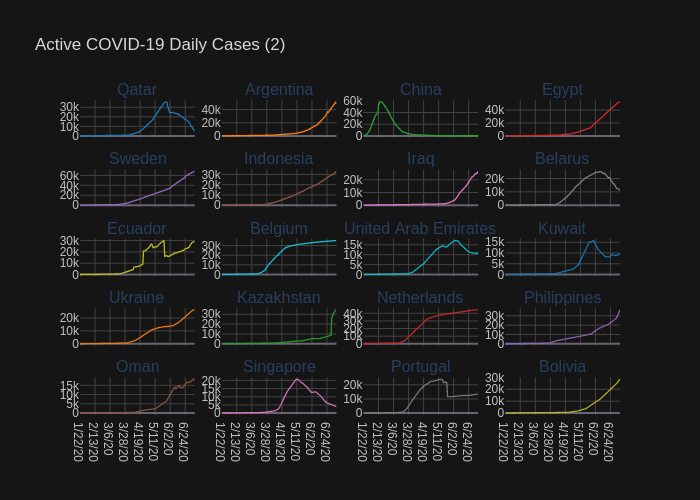 Active COVID-19 Daily Cases (2)
Qatar Argentina China Egypt
30k 20k 10k 0 40k 20k 0 60k 40k 20k 0 40k 20k 0
Sweden Indonesia Iraq Belarus
60k 40k 20k 0 30k 20k 10k 0 20k 10k 0 20k 10k 0
Ecuador Belgium United Arab Emirates Kuwait
30k 20k 10k 0 30k 20k 10k 0 15k 10k 5k 0 15k 10k 5k 0
Ukraine Kazakhstan Netherlands Philippines
20k 10k 0 30k 20k 10k 0 40k 30k 20k 10k 0 30k 20k 10k 0
Oman Singapore Portugal Bolivia
15k 10k 5k 0 20k 15k 10k 5k 0 20k 10k 0 30k 20k 10k 0
1/22/20 2/13/20 3/6/20 3/28/20 4/19/20 5/11/20 6/2/20 6/24/20 1/22/20 2/13/20 3/6/20 3/28/20 4/19/20 5/11/20 6/2/20 6/24/20 1/22/20 2/13/20 3/6/20 3/28/20 4/19/20 5/11/20 6/2/20 6/24/20 1/22/20 2/13/20 3/6/20 3/28/20 4/19/20 5/11/20 6/2/20 6/24/20